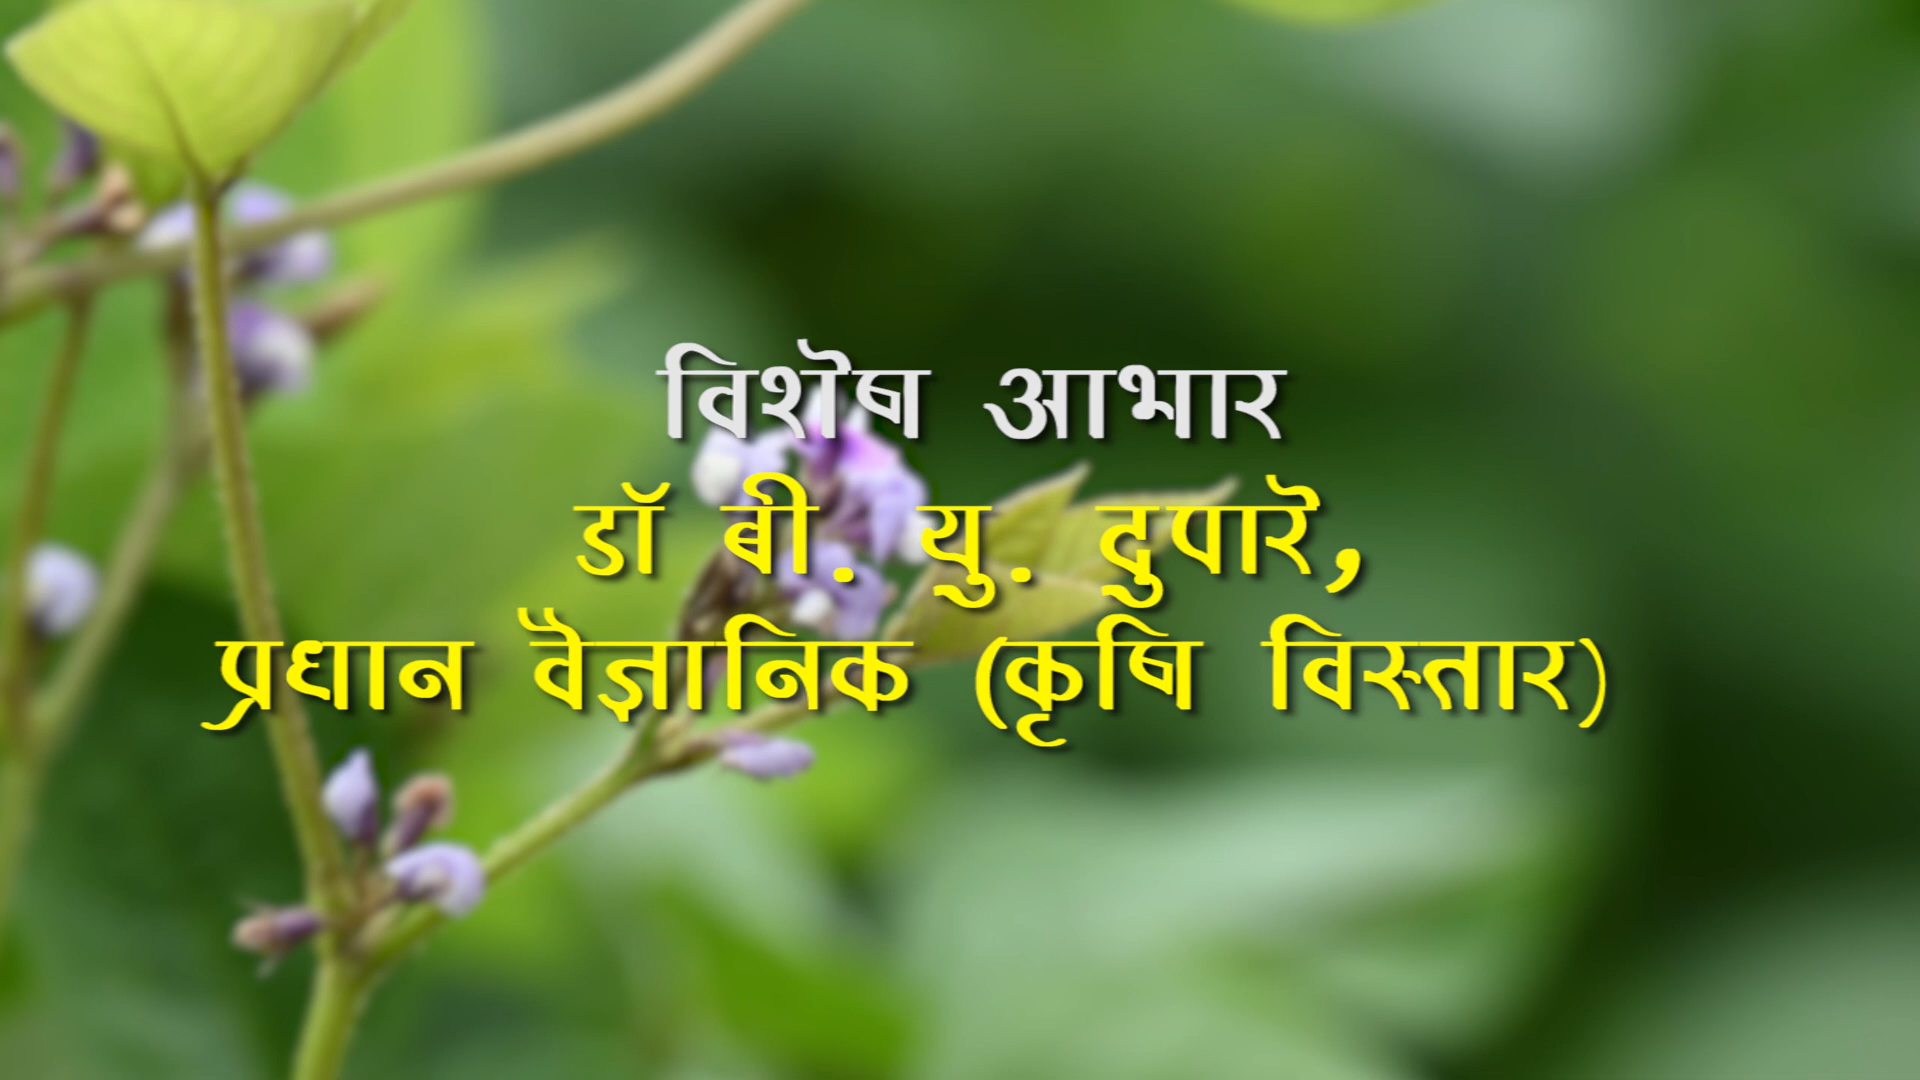 विशेष आभार
डॉ बी. यु. दुपारे,
प्रधान वैज्ञानिक (कृषि विस्तार)